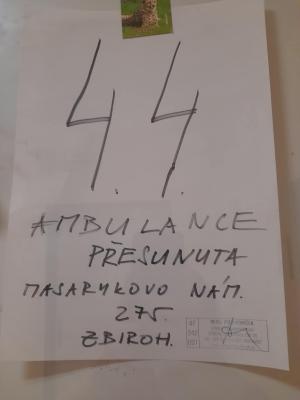 4. 4.
AMBULANCE
PŘESUNUTA
MASARYKOVO NÁM.
275.
ZBIROH.